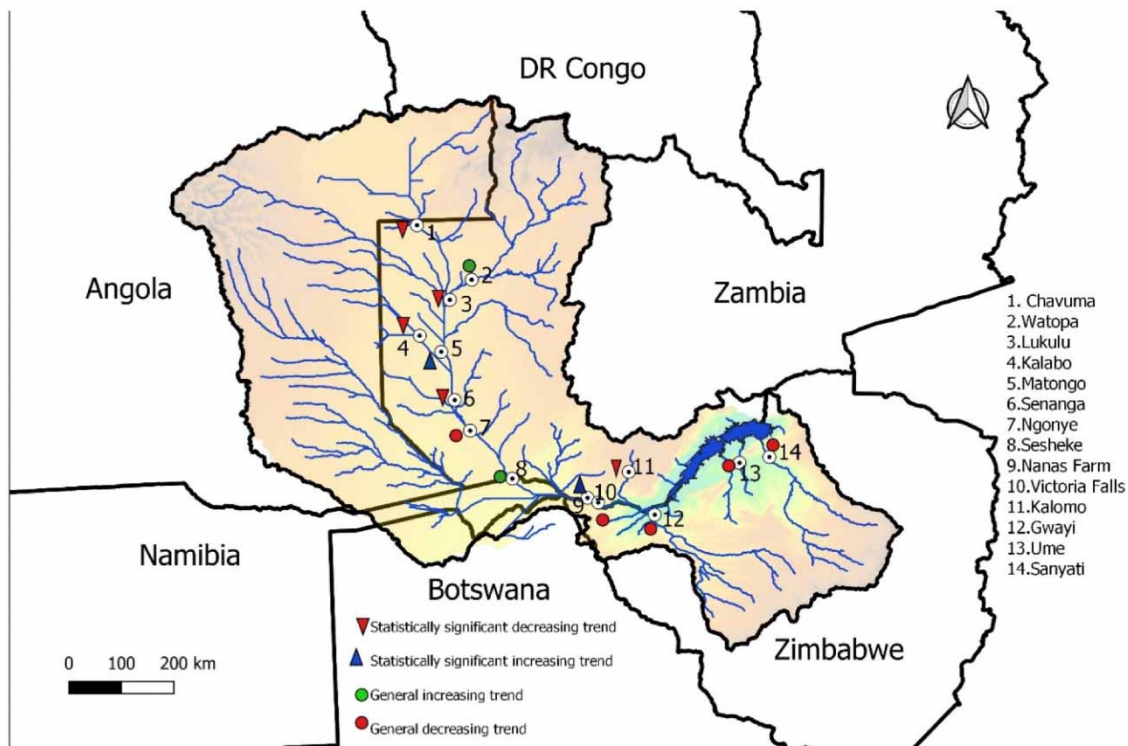 DR Congo
Angola
Zambia
Namibia
Botswana
Zimbabwe
1
2
3
4
5
6
7
8
9
10
11
12
13
14
1. Chavuma
2.Watopa
3.Lukulu
4.Kalabo
5.Matongo
6.Senanga
7.Ngonye
8.Sesheke
9.Nanas Farm
10.Victoria Falls
11.Kalomo
12.Gwayi
13.Ume
14.Sanyati
Statistically significant decreasing trend
Statistically significant increasing trend
General increasing trend
General decreasing trend
0 100 200 km